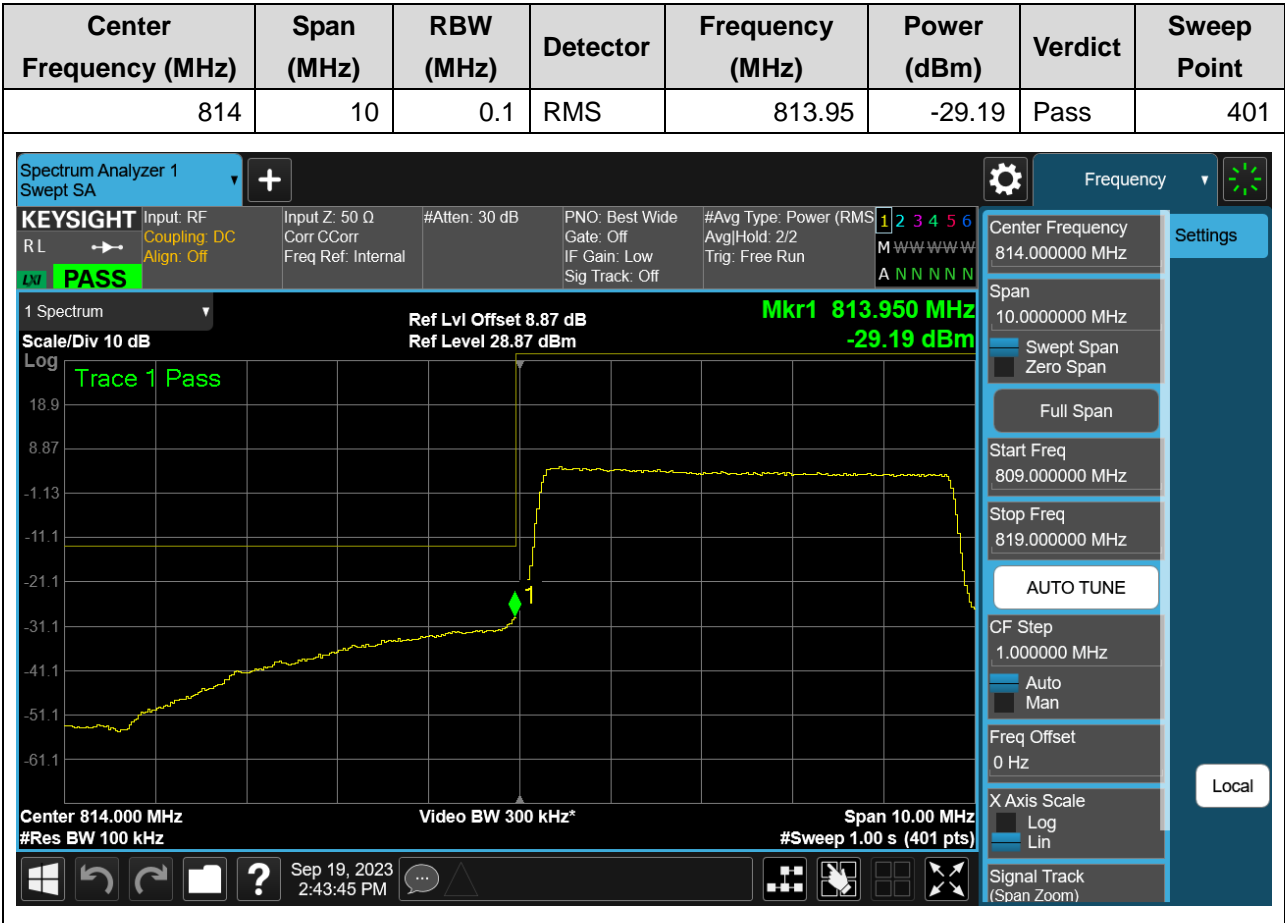 Center Frequency (MHz) Span (MHz) RBW (MHz) Detector Frequency (MHz) Power (dBm) Verdict Sweep Point
814 10 0.1 RMS 813.95 -29.19 Pass 401
Spectrum Analyzer 1
Swept SA
Frequency
KEYSIGHT
R L
LXI PASS
Input: RF
Coupling: DC
Align: Off
Input Z: 50 Ω
Corr CCorr
Freq Ref: Internal
#Atten: 30 dB
PNO: Best Wide
Gate: Off
IF Gain: Low
Sig Track: Off
#Avg Type: Power (RMS
Avg|Hold: 2/2
Trig: Free Run
1 2 3 4 5 6
M W W W W W
A N N N N N
1 Spectrum
Scale/Div 10 dB
Ref Lvl Offset 8.87 dB
Ref Level 28.87 dBm
Mkr1 813.950 MHz
-29.19 dBm
Log
Trace 1 Pass
18.9
8.87
-1.13
-11.1
-21.1
-31.1
-41.1
-51.1
-61.1
1
Center 814.000 MHz
#Res BW 100 kHz
Video BW 300 kHz*
Span 10.00 MHz
#Sweep 1.00 s (401 pts)
Center Frequency
814.000000 MHz
Span
10.0000000 MHz
Swept Span
Zero Span
Full Span
Start Freq
809.000000 MHz
Stop Freq
819.000000 MHz
AUTO TUNE
CF Step
1.000000 MHz
Auto
Man
Freq Offset
0 Hz
X Axis Scale
Log
Lin
Signal Track
(Span Zoom)
Settings
Local
?
Sep 19, 2023
2:43:45 PM